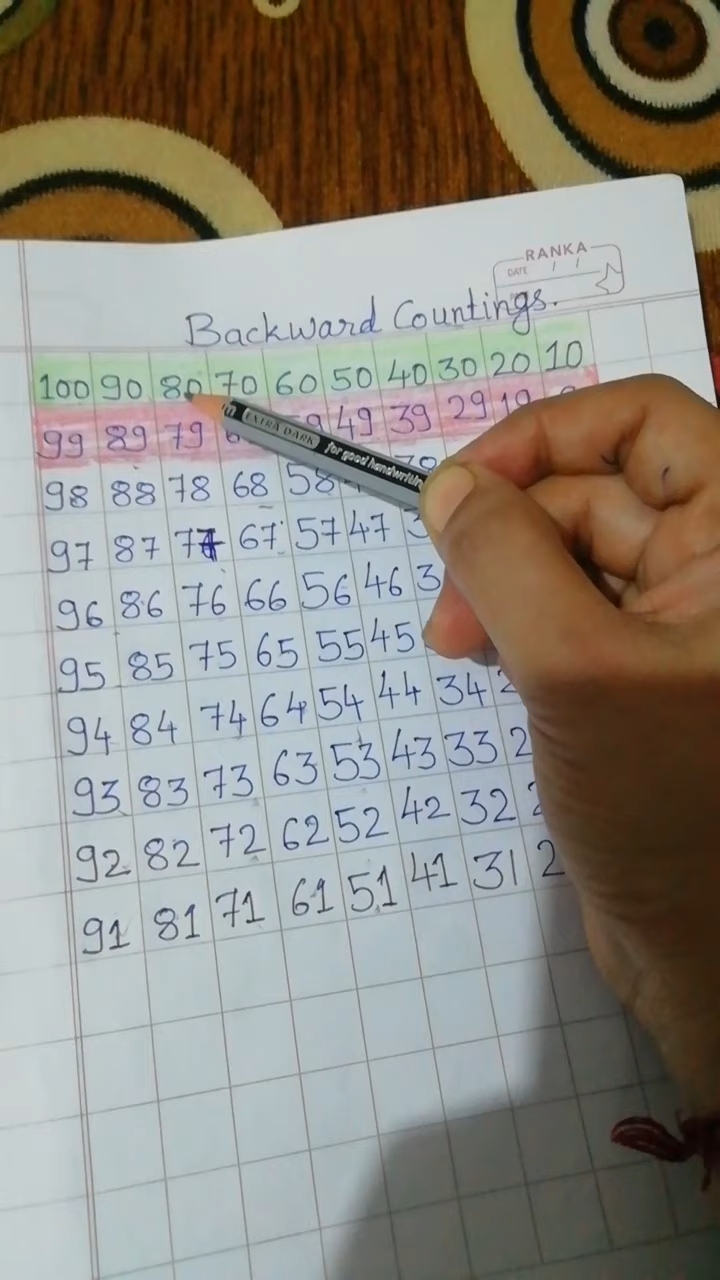 RANKA
DATE / /
Backward Countings.
100 90 80 70 60 50 40 30 20 10
99 89 79 49 39 29 19
EXTRA DARK for good handwriting
98 88 78 68 58
97 87 77 67 57 47
96 86 76 66 56 46
95 85 75 65 55 45
94 84 74 64 54 44 34
93 83 73 63 53 43 33
92 82 72 62 52 42 32
91 81 71 61 51 41 31